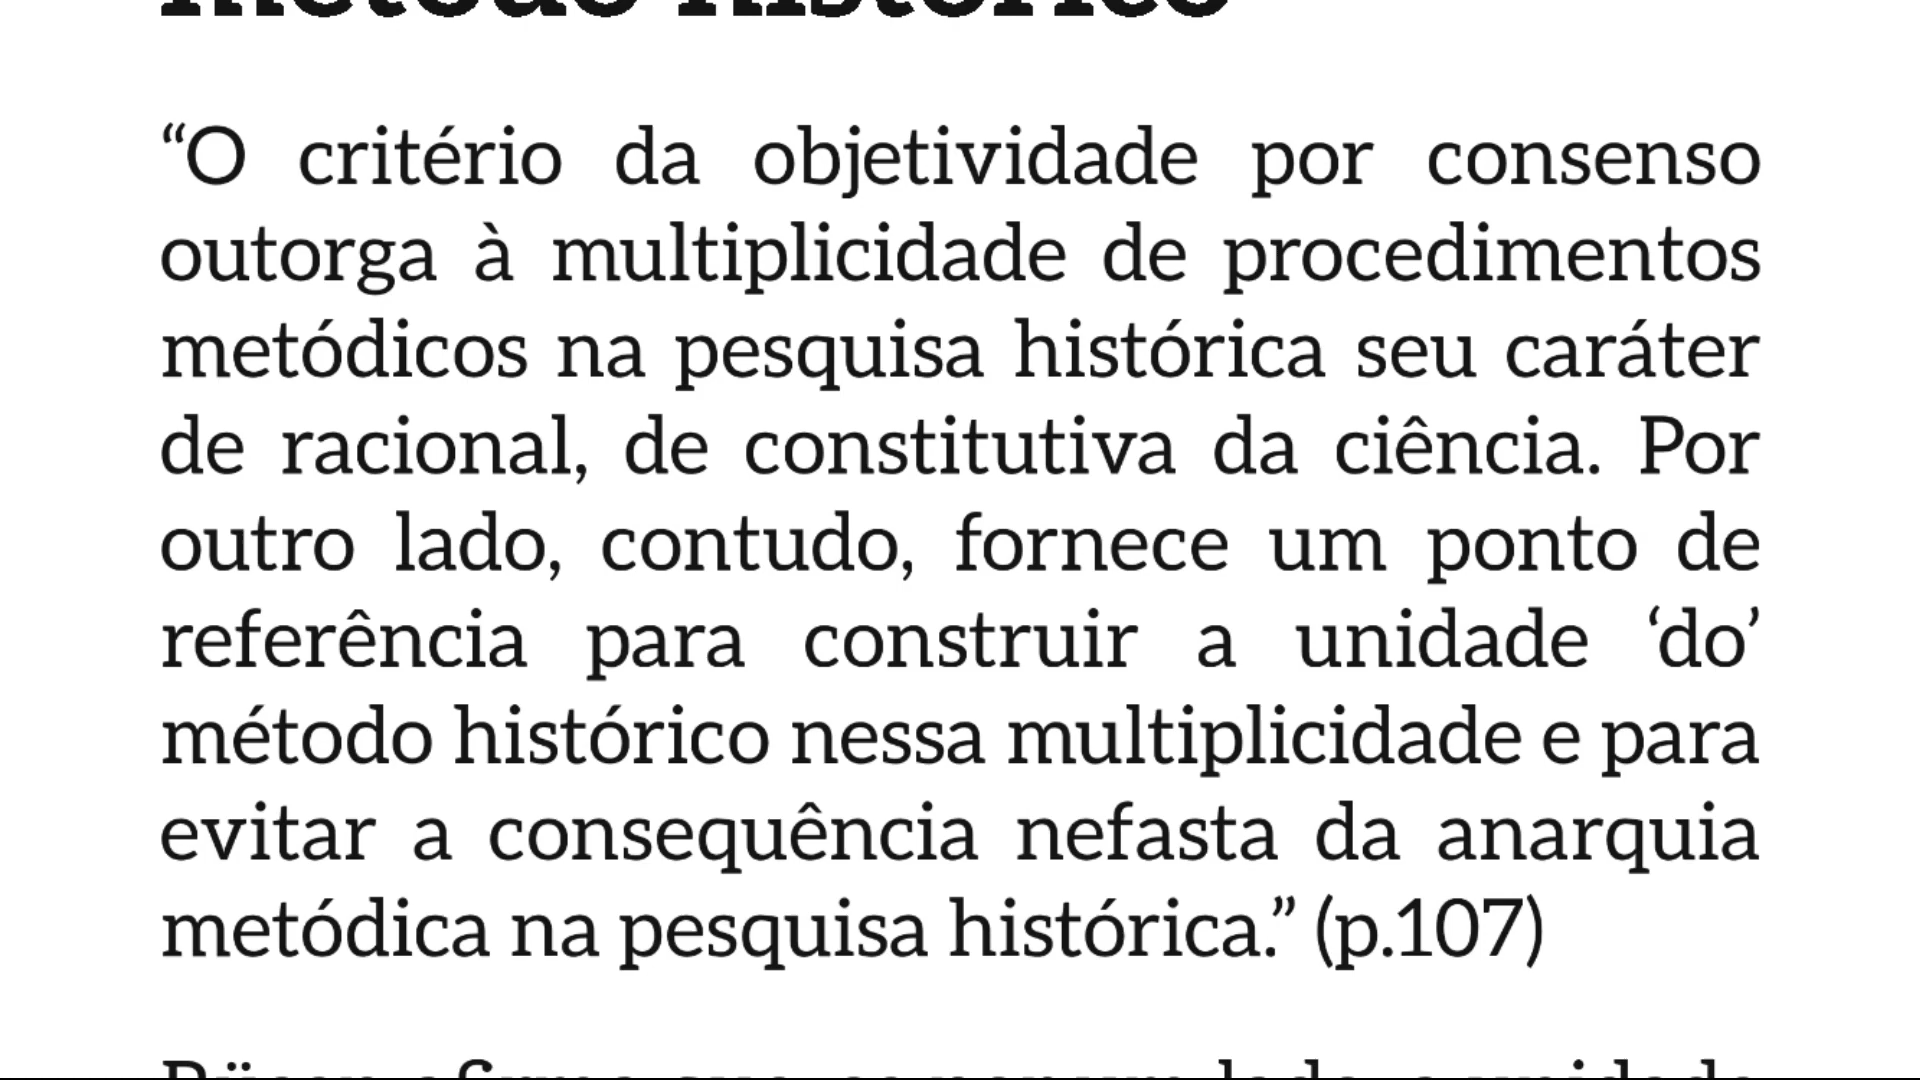 método histórico
“O critério da objetividade por consenso
outorga à multiplicidade de procedimentos
metódicos na pesquisa histórica seu caráter
de racional, de constitutiva da ciência. Por
outro lado, contudo, fornece um ponto de
referência para construir a unidade ‘do’
método histórico nessa multiplicidade e para
evitar a consequência nefasta da anarquia
metódica na pesquisa histórica.” (p.107)